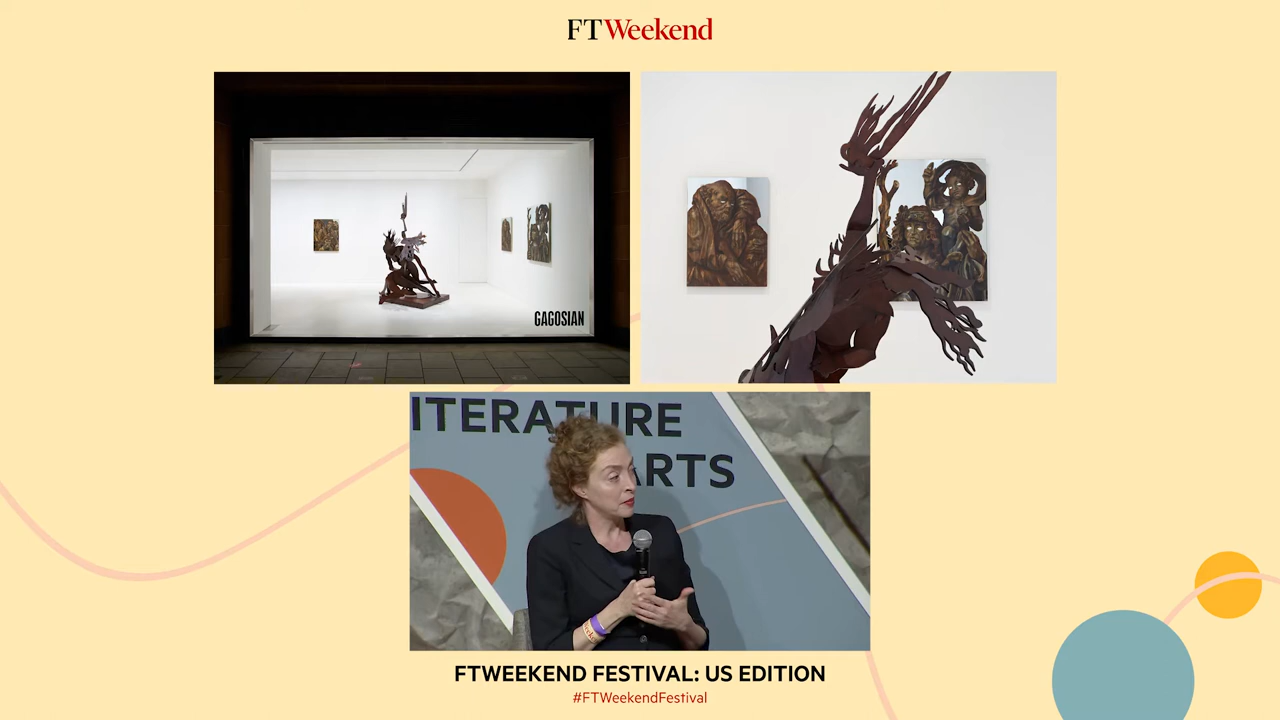 FTWeekend
GAGOSIAN
ITERATURE
ARTS
FTWEEKEND FESTIVAL: US EDITION
#FTWeekendFestival